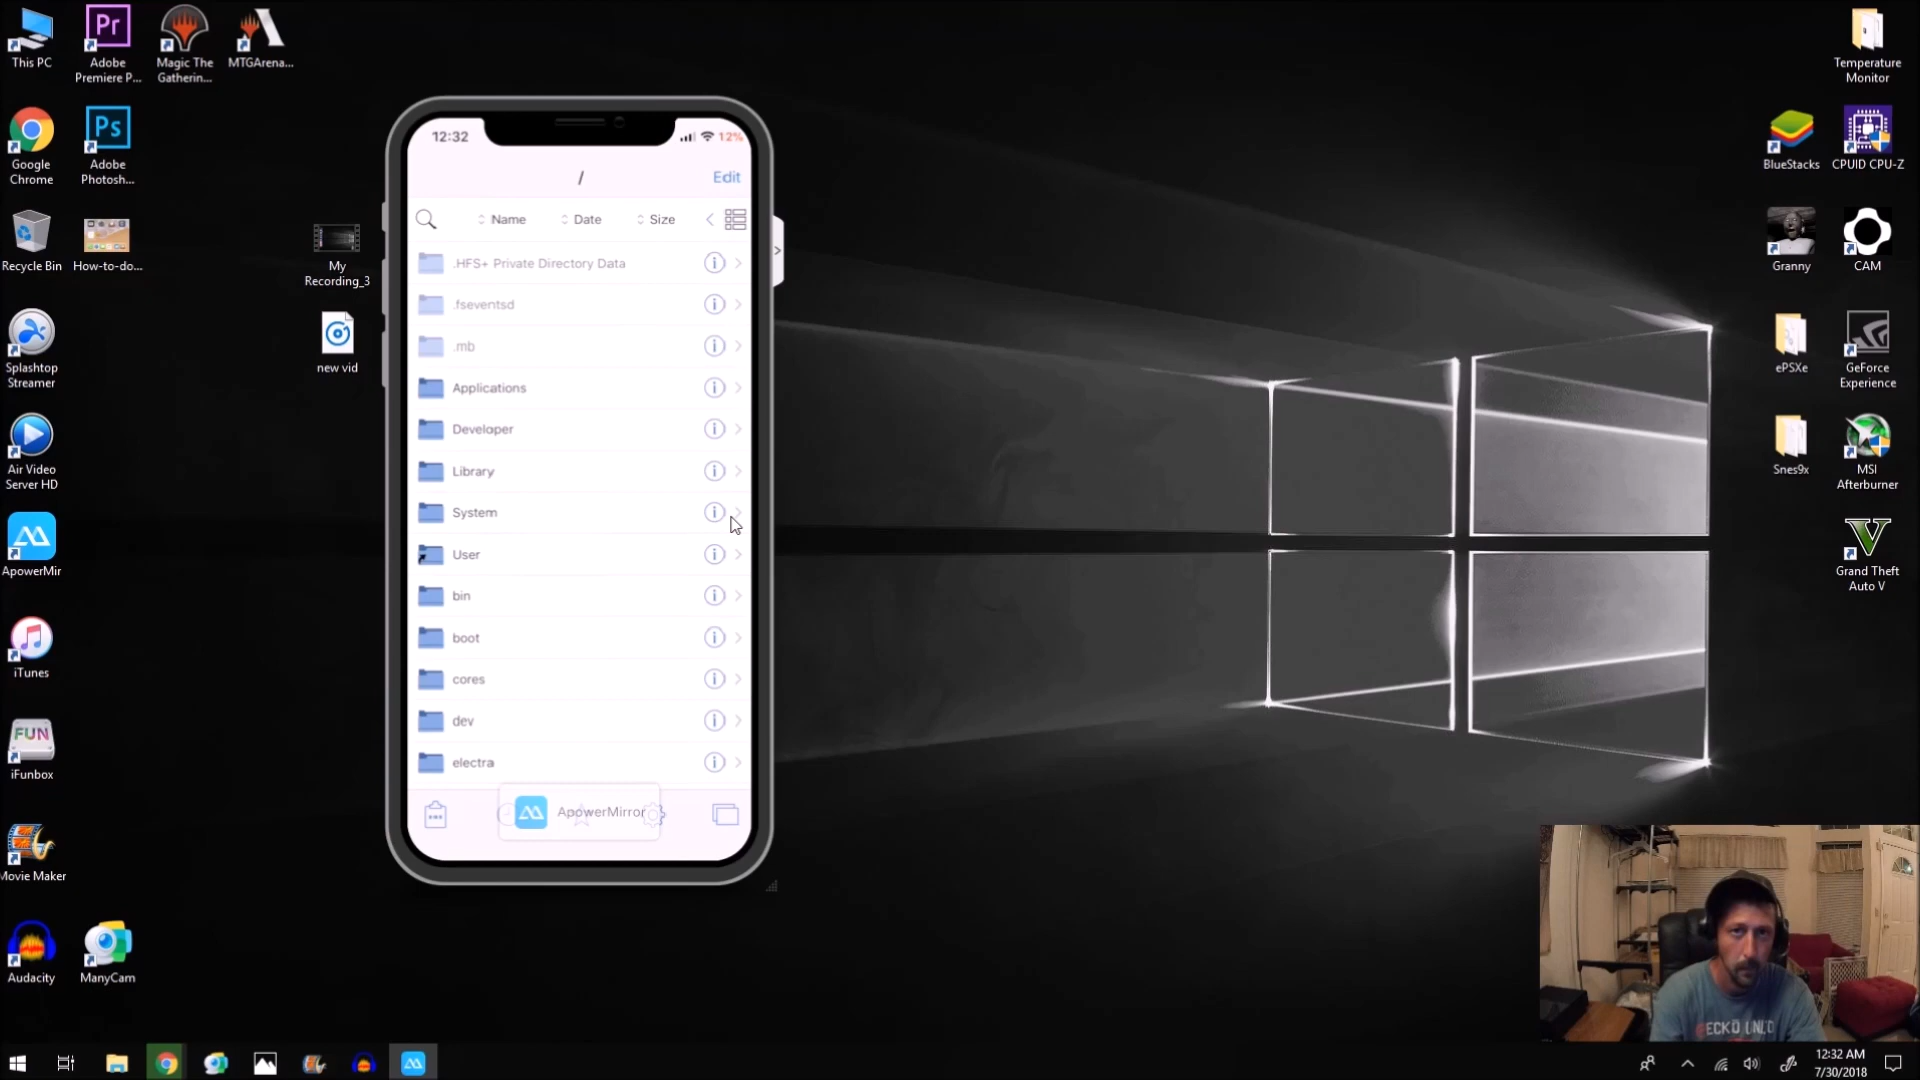 This PC
Adobe
Premiere P...
Magic The
Gatherin...
MTGArena...
Google
Chrome
Adobe
Photosh...
Recycle Bin
How-to-do...
Splashtop
Streamer
Air Video
Server HD
ApowerMir
iTunes
iFunbox
Movie Maker
Audacity
ManyCam
My
Recording_3
new vid
12:32
12%
/
Edit
Name
Date
Size
.HFS+ Private Directory Data
.fseventsd
.mb
Applications
Developer
Library
System
User
bin
boot
cores
dev
electra
ApowerMirror
Temperature
Monitor
BlueStacks
CPUID CPU-Z
Granny
CAM
ePSXe
GeForce
Experience
Snes9x
MSI
Afterburner
Grand Theft
Auto V
Pr
Ps
FUN
12:32 AM
7/30/2018